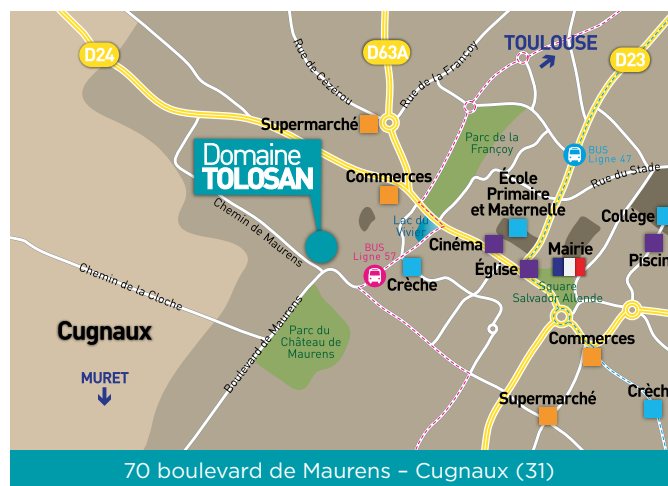 D24
D63A
TOULOUSE
D23
Rue de Cézérou
Rue de la Françoy
Supermarché
Parc de la
Françoy
BUS
Ligne 47
Domaine
TOLOSAN
Commerces
École
Primaire
et Maternelle
Rue du Stade
Collège
Chemin de Maurens
Lac du
Vivier
Cinéma
Mairie
BUS
Ligne 57
Crèche
Église
Piscin
Chemin de la Cloche
Square
Salvador Allende
Cugnaux
Boulevard de Maurens
Parc du
Château de
Maurens
Commerces
MURET
Supermarché
Crèch
70 boulevard de Maurens – Cugnaux (31)